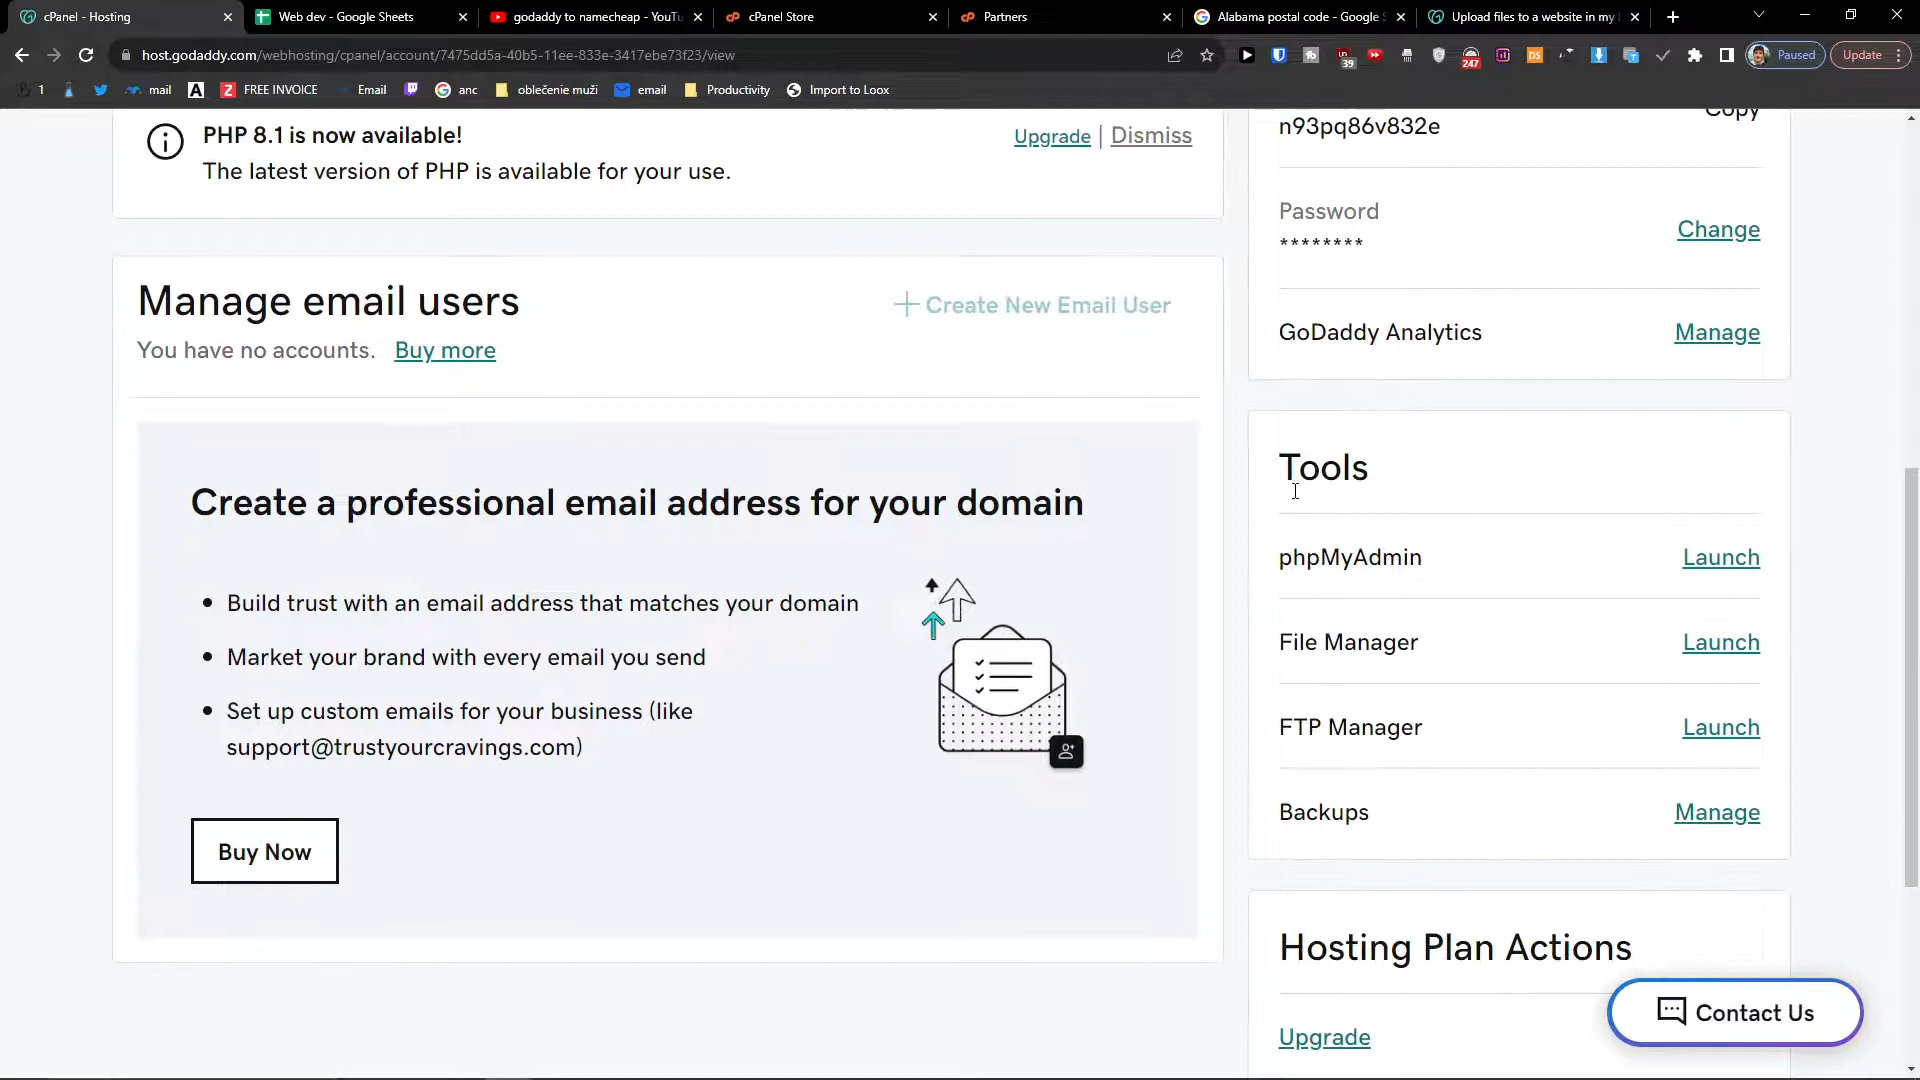 cPanel - Hosting
Web dev - Google Sheets
godaddy to namecheap - YouTu
cPanel Store
Partners
Alabama postal code - Google S
Upload files to a website in my L
host.godaddy.com/webhosting/cpanel/account/7475dd5a-40b5-11ee-833e-3417ebe73f23/view
39
247
DS
Paused
Update
1
mail
FREE INVOICE
Email
anc
oblečenie muži
email
Productivity
Import to Loox
PHP 8.1 is now available!
Upgrade | Dismiss
The latest version of PHP is available for your use.
Manage email users
+ Create New Email User
You have no accounts. Buy more
Create a professional email address for your domain
• Build trust with an email address that matches your domain
• Market your brand with every email you send
• Set up custom emails for your business (like
support@trustyourcravings.com)
Buy Now
Copy
n93pq86v832e
Password
********
Change
GoDaddy Analytics
Manage
Tools
phpMyAdmin
Launch
File Manager
Launch
FTP Manager
Launch
Backups
Manage
Hosting Plan Actions
Upgrade
Contact Us